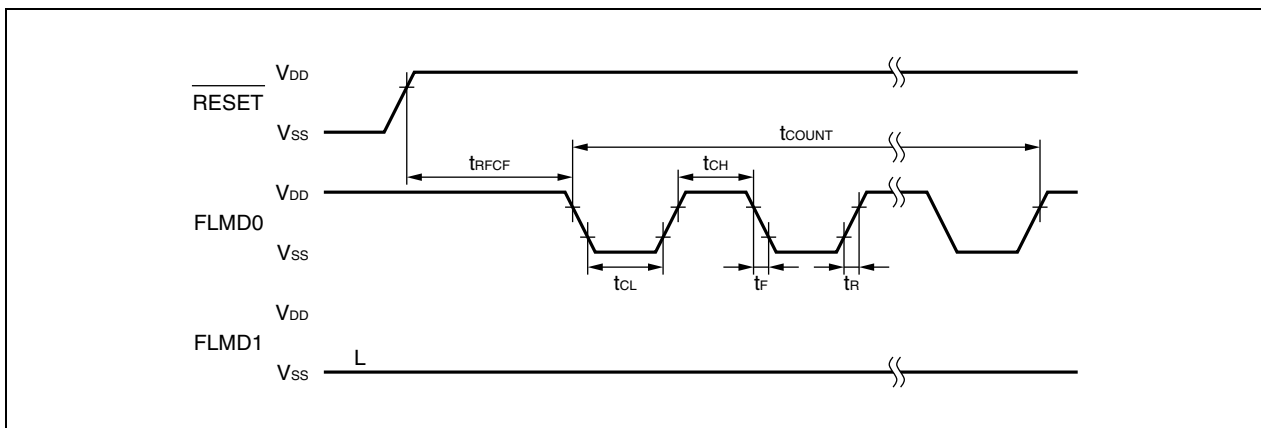 VDD
RESET
VSS
tCOUNT
tRFCF
tCH
VDD
FLMD0
VSS
tCL
tF
tR
VDD
FLMD1
L
VSS